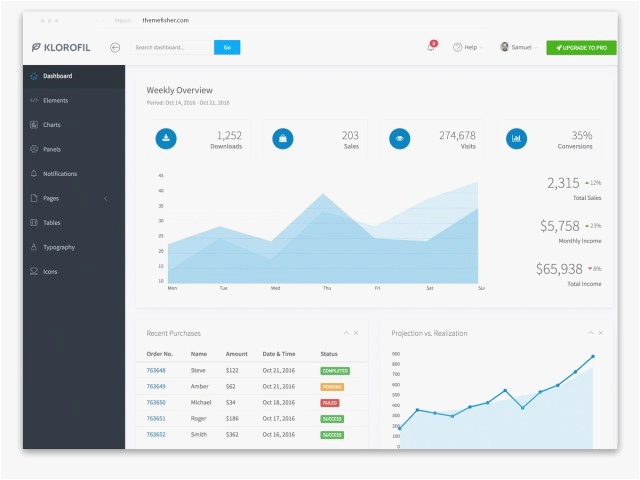 themefisher.com
KLOROFIL
Search dashboard...
Go
8
Help
Samuel
UPGRADE TO PRO
Dashboard
Elements
Charts
Panels
Notifications
Pages
Tables
Typography
Icons
Weekly Overview
Period: Oct 14, 2016 - Oct 21, 2016
1,252
Downloads
203
Sales
274,678
Visits
35%
Conversions
45
40
35
30
25
20
15
10
Mon Tue Wed Thu Fri Sat Su
2,315 12%
Total Sales
$5,758 23%
Monthly Income
$65,938 8%
Total Income
Recent Purchases
Order No. Name Amount Date & Time Status
763648 Steve $122 Oct 21, 2016 COMPLETED
763649 Amber $62 Oct 21, 2016 PENDING
763650 Michael $34 Oct 18, 2016 FAILED
763651 Roger $186 Oct 17, 2016 SUCCESS
763652 Smith $362 Oct 16, 2016 SUCCESS
Projection vs. Realization
900
800
700
600
500
400
300
200
100
0